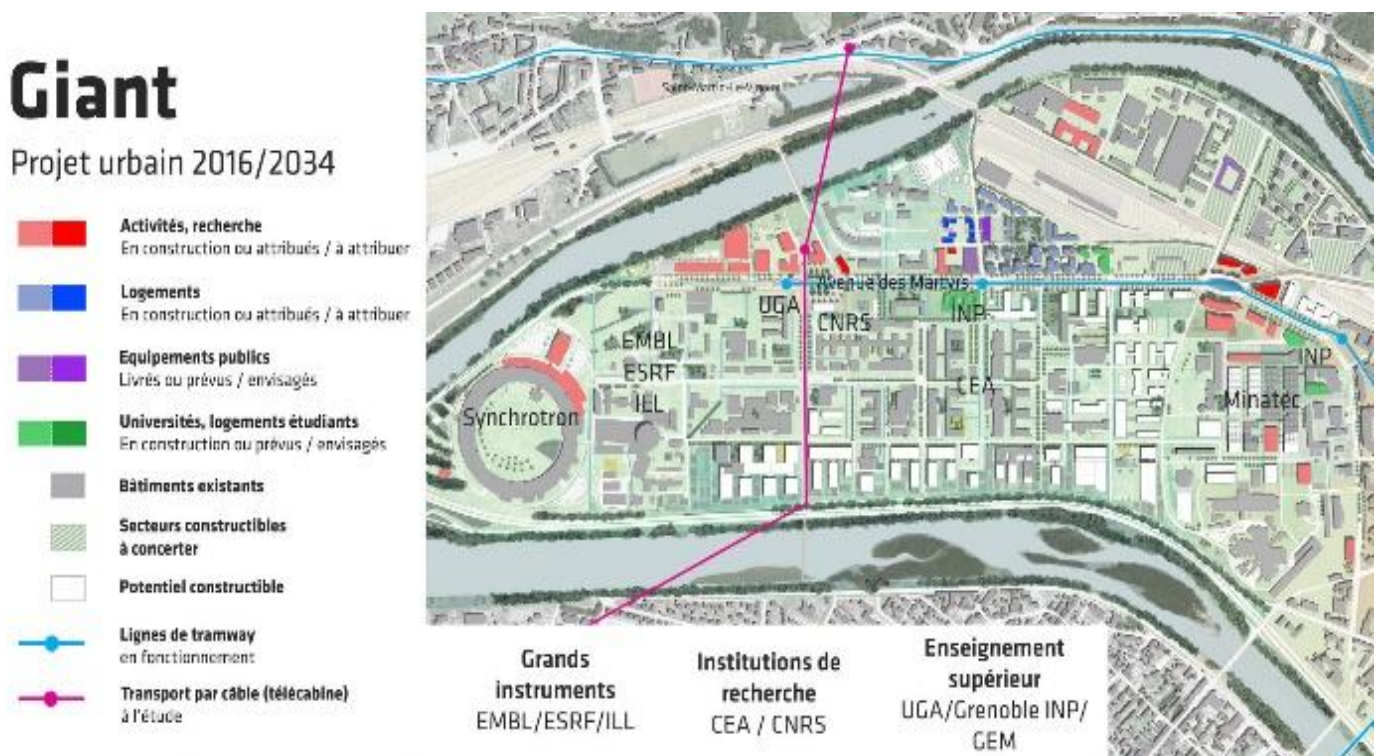 Giant
Projet urbain 2016/2034
Activités, recherche
En construction ou attribués / à attribuer
Logements
En construction ou attribués / à attribuer
Equipements publics
Livrés ou prévus / envisagés
Universités, logements étudiants
En construction ou prévus / envisagés
Bâtiments existants
Secteurs constructibles
à concerter
Potentiel constructible
Lignes de tramway
en fonctionnement
Transport par câble (télécabine)
à l'étude
Saint-Martin-Le-Vinoux
Avenue des Martyrs
UGA
CNRS
INP
EMBL
ESRF
ILL
CEA
INP
Minatec
Synchrotron
Grands
instruments
EMBL/ESRF/ILL
Institutions de
recherche
CEA / CNRS
Enseignement
supérieur
UGA/Grenoble INP/
GEM